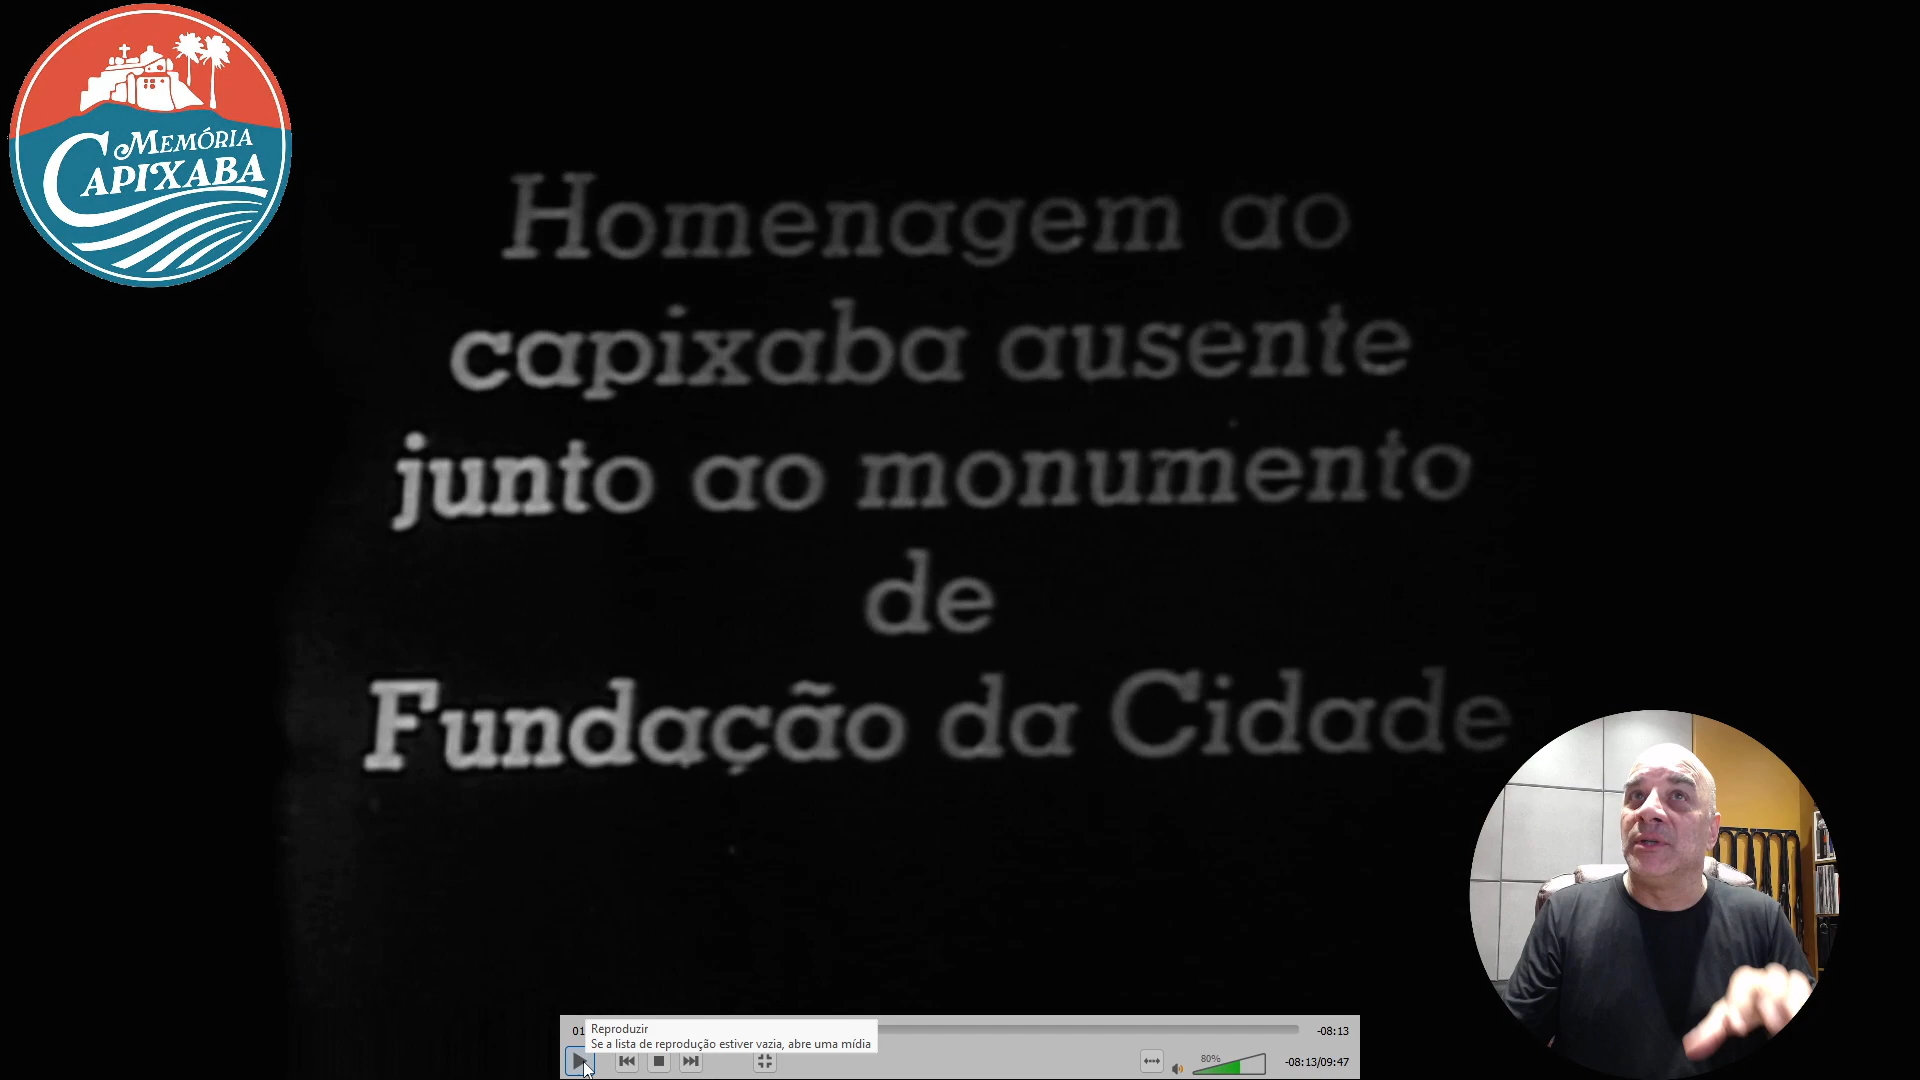 MEMÓRIA
CAPIXABA
Homenagem ao
capixaba ausente
junto ao monumento
de
Fundação da Cidade
01
Reproduzir
Se a lista de reprodução estiver vazia, abre uma mídia
-08:13
80%
-08:13/09:47